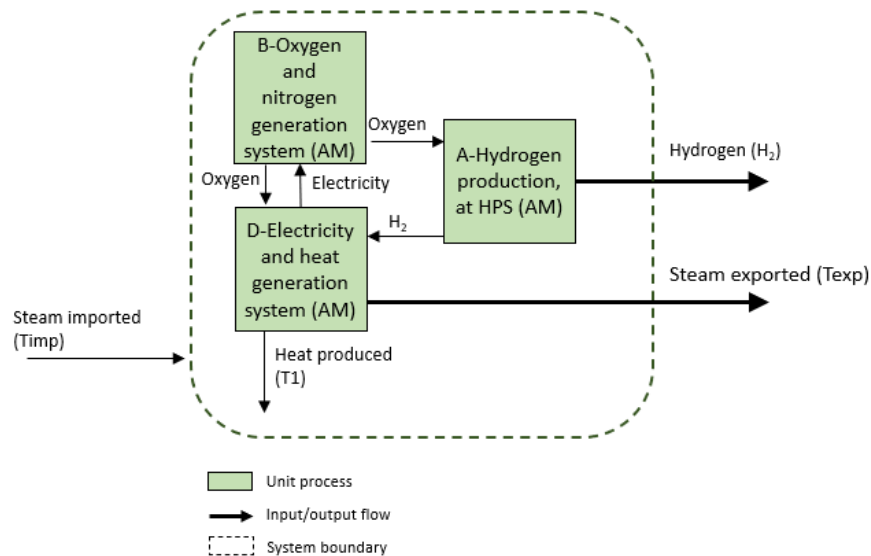 B-Oxygen
and
nitrogen
generation
system (AM)
Oxygen
A-Hydrogen
production,
at HPS (AM)
Hydrogen (H₂)
Oxygen
Electricity
D-Electricity
and heat
generation
system (AM)
H₂
Steam exported (Texp)
Steam imported
(Timp)
Heat produced
(T1)
Unit process
Input/output flow
System boundary